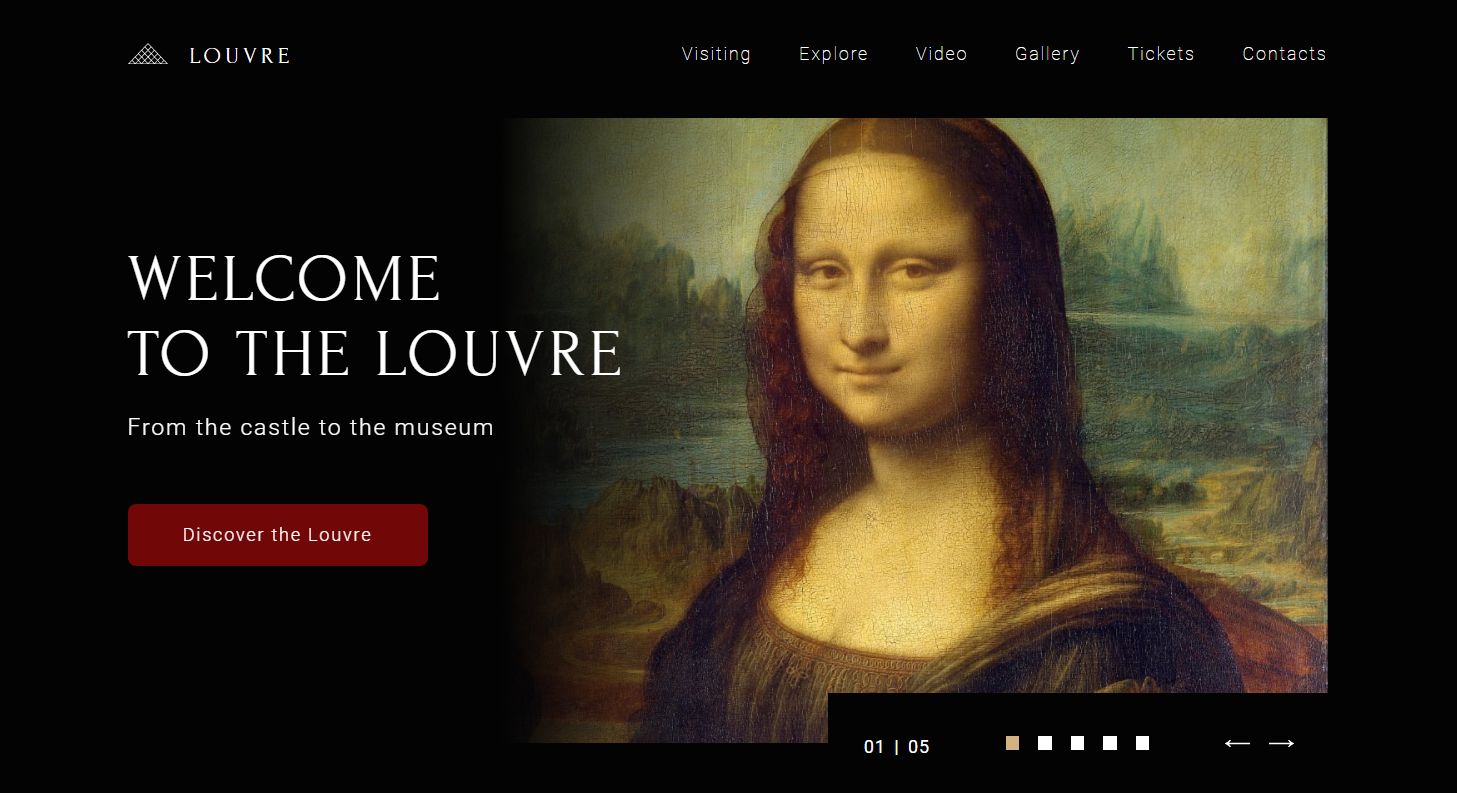 LOUVRE
Visiting Explore Video Gallery Tickets Contacts
WELCOME
TO THE LOUVRE
From the castle to the museum
Discover the Louvre
01 | 05